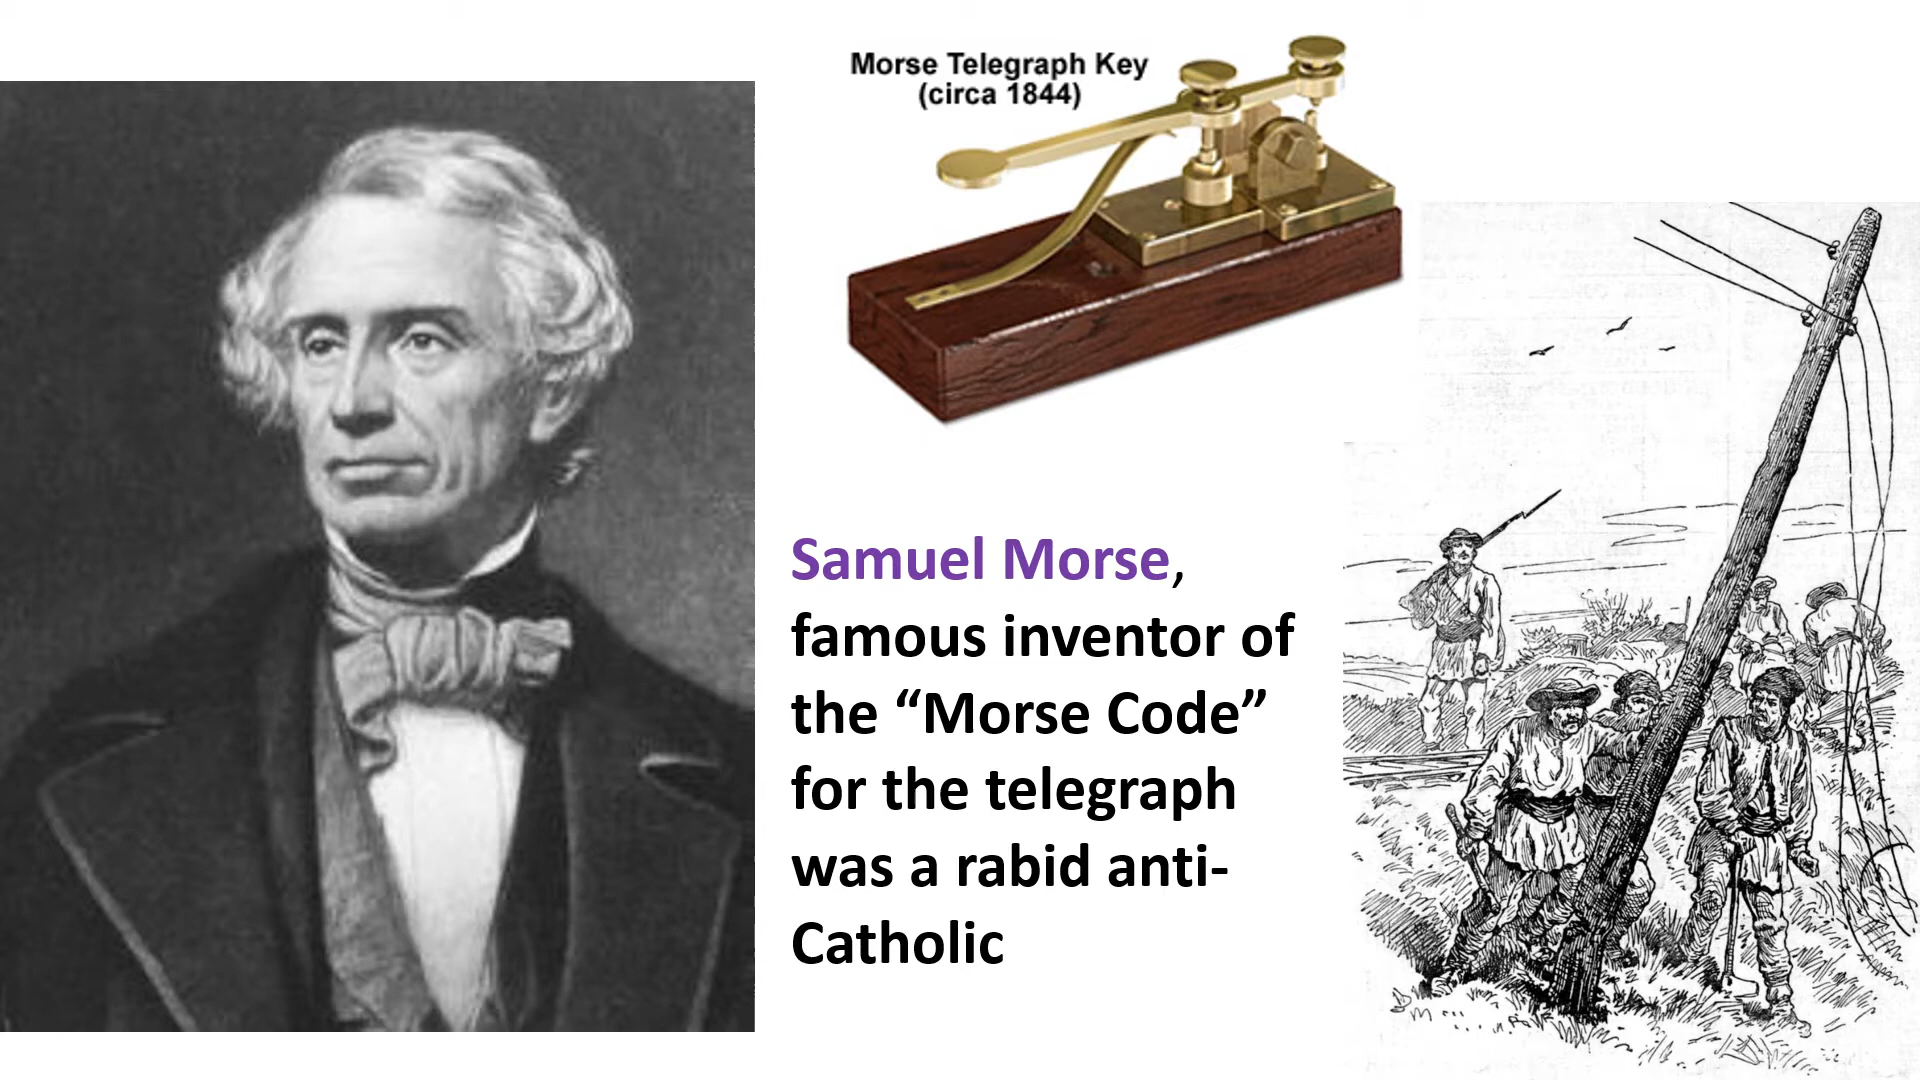 Morse Telegraph Key
(circa 1844)
Samuel Morse,
famous inventor of
the “Morse Code”
for the telegraph
was a rabid anti-
Catholic